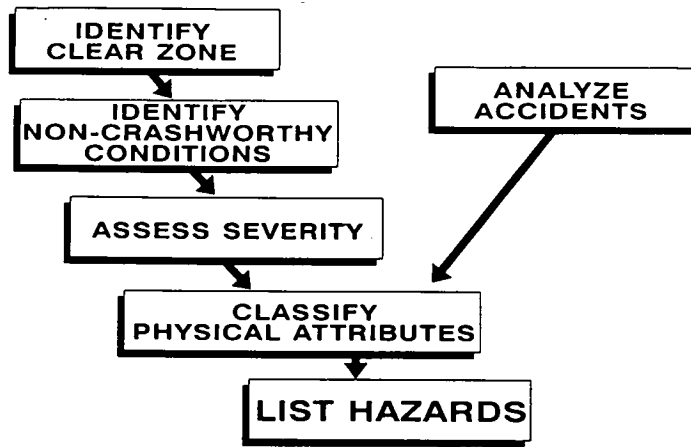 IDENTIFY
CLEAR ZONE
IDENTIFY
NON-CRASHWORTHY
CONDITIONS
ANALYZE
ACCIDENTS
ASSESS SEVERITY
CLASSIFY
PHYSICAL ATTRIBUTES
LIST HAZARDS